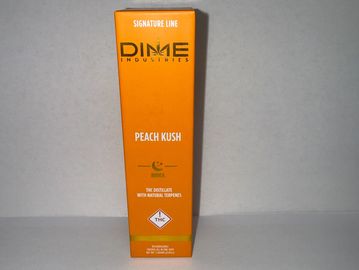 SIGNATURE LINE
DIME
INDUSTRIES
PEACH KUSH
INDICA
THC DISTILLATE
WITH NATURAL TERPENES
!
THC